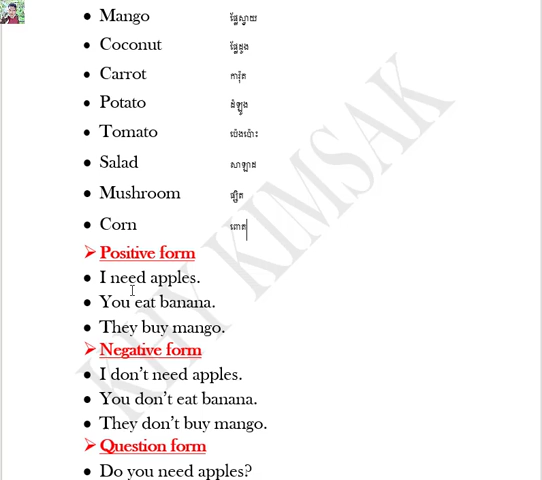 Mango ផ្លែស្វាយ
Coconut ផ្លែដូង
Carrot ការ៉ុត
Potato ដំឡូង
Tomato ប៉េងប៉ោះ
Salad សាឡាដ
Mushroom ផ្សិត
Corn ពោត
Positive form
I need apples.
You eat banana.
They buy mango.
Negative form
I don’t need apples.
You don’t eat banana.
They don’t buy mango.
Question form
Do you need apples?
KHY KIMSAK